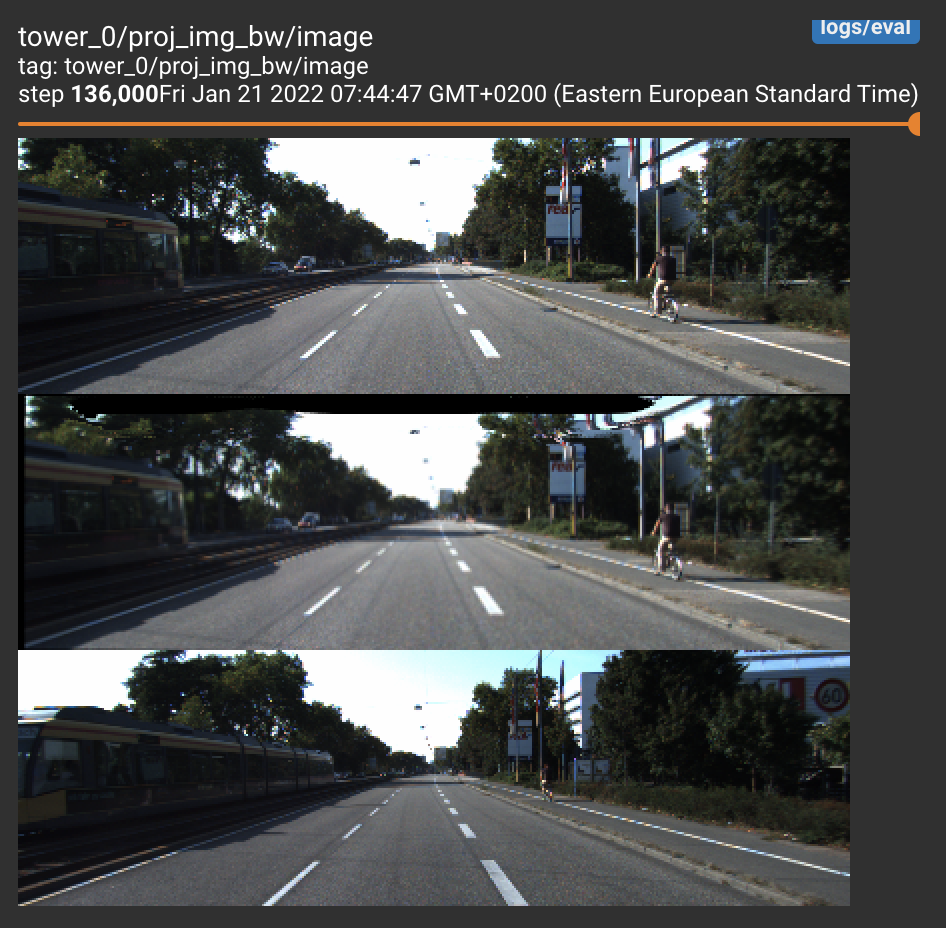 tower_0/proj_img_bw/image
logs/eval
tag: tower_0/proj_img_bw/image
step 136,000Fri Jan 21 2022 07:44:47 GMT+0200 (Eastern European Standard Time)
real
real
60